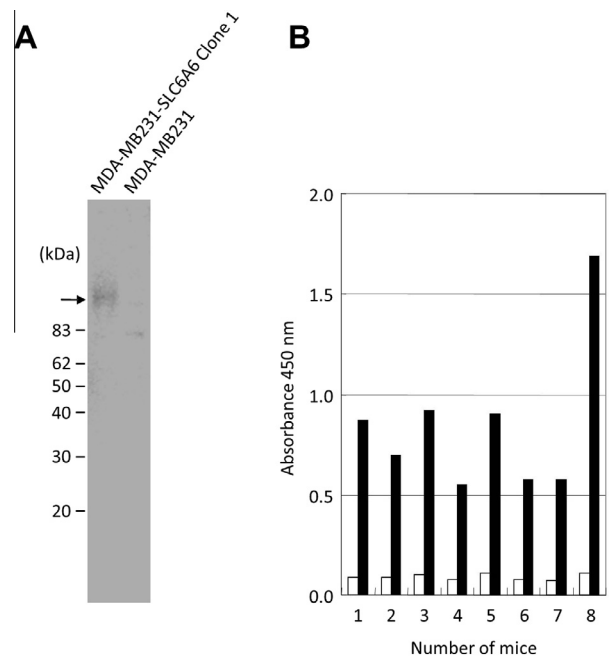 A
MDA-MB231-SLC6A6 Clone 1
MDA-MB231
(kDa)
83
62
50
40
30
20
B
2.0
1.5
1.0
0.5
0.0
Absorbance 450 nm
1 2 3 4 5 6 7 8
Number of mice